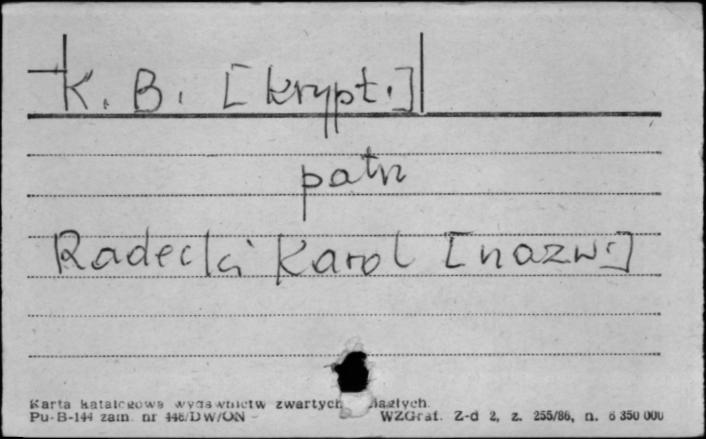 K. B. [krypt.]
patrz
Radecki Karol [nazw.]
Karta katalogowa wydawnictw zwartych
Pu-B-144 zam. nr 448/DW/ON WZGraf. Z-d 2, z. 255/86, n. 6 350 000